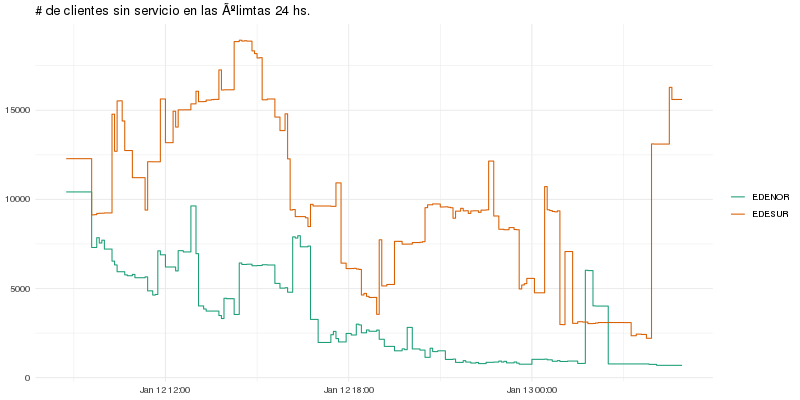 # de clientes sin servicio en las Ãºlimtas 24 hs.
15000
10000
5000
0
Jan 12 12:00
Jan 12 18:00
Jan 13 00:00
EDENOR
EDESUR